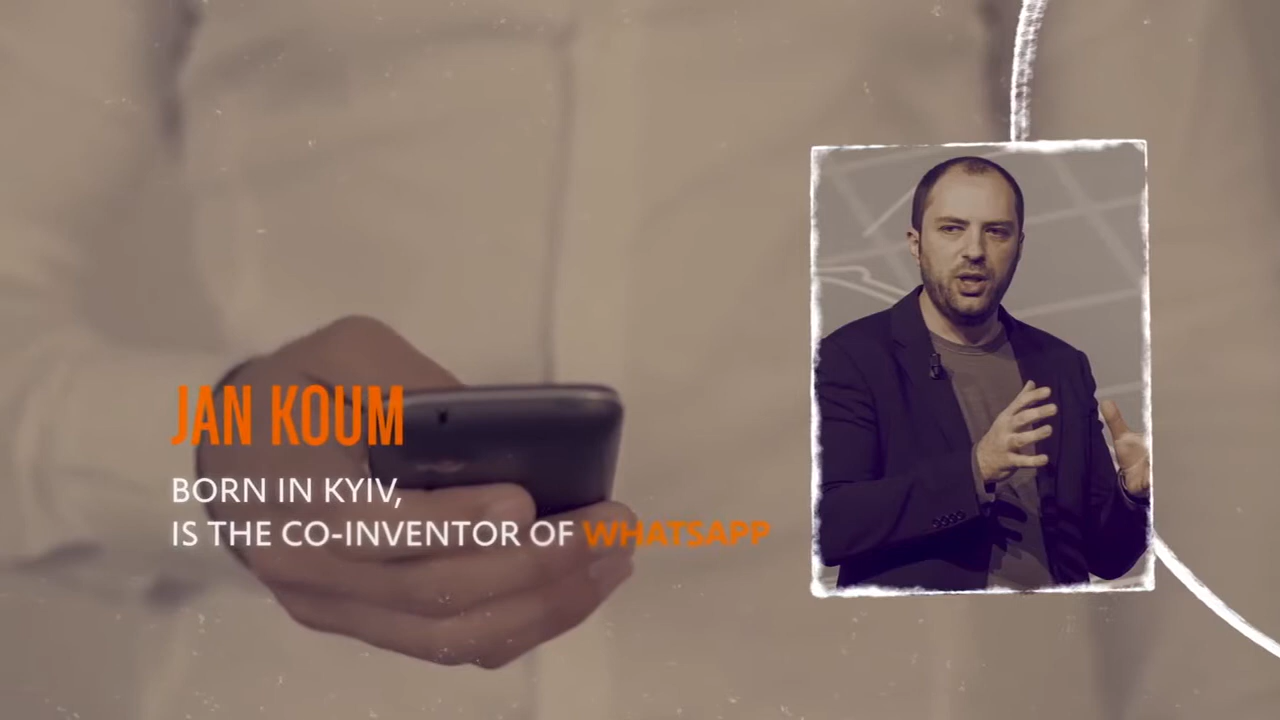 JAN KOUM
BORN IN KYIV,
IS THE CO-INVENTOR OF WHATSAPP